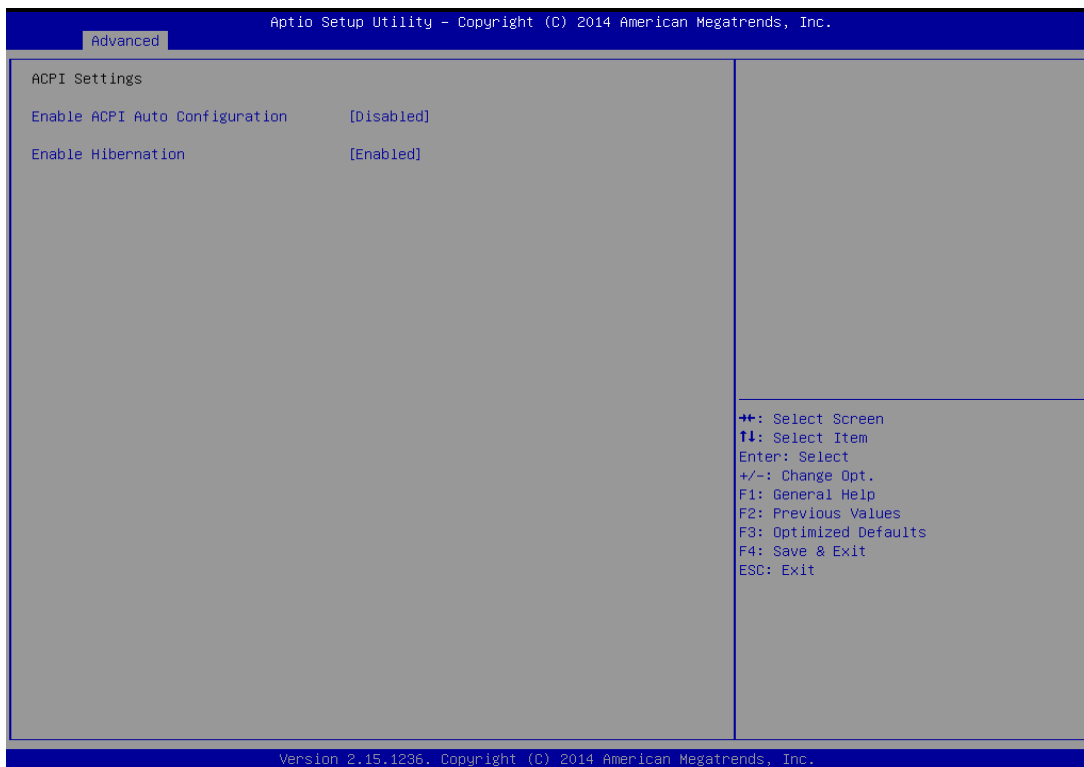 Aptio Setup Utility – Copyright (C) 2014 American Megatrends, Inc.
Advanced
ACPI Settings
Enable ACPI Auto Configuration [Disabled]
Enable Hibernation [Enabled]
→←: Select Screen
↑↓: Select Item
Enter: Select
+/-: Change Opt.
F1: General Help
F2: Previous Values
F3: Optimized Defaults
F4: Save & Exit
ESC: Exit
Version 2.15.1236. Copyright (C) 2014 American Megatrends, Inc.